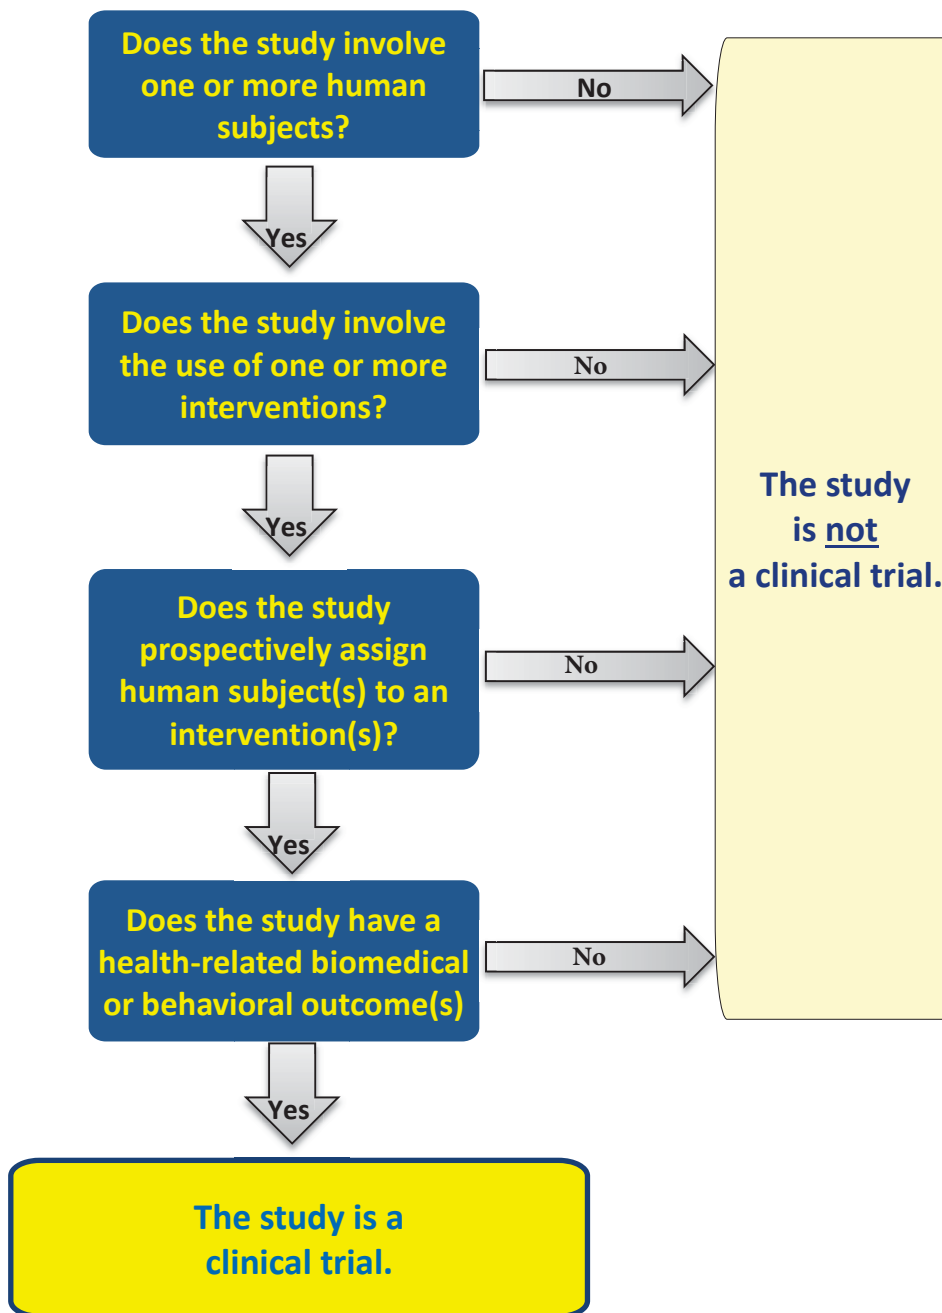 Does the study involve
one or more human
subjects?
No
Yes
Does the study involve
the use of one or more
interventions?
No
Yes
Does the study
prospectively assign
human subject(s) to an
intervention(s)?
No
Yes
Does the study have a
health-related biomedical
or behavioral outcome(s)
No
Yes
The study is a
clinical trial.
The study
is not
a clinical trial.